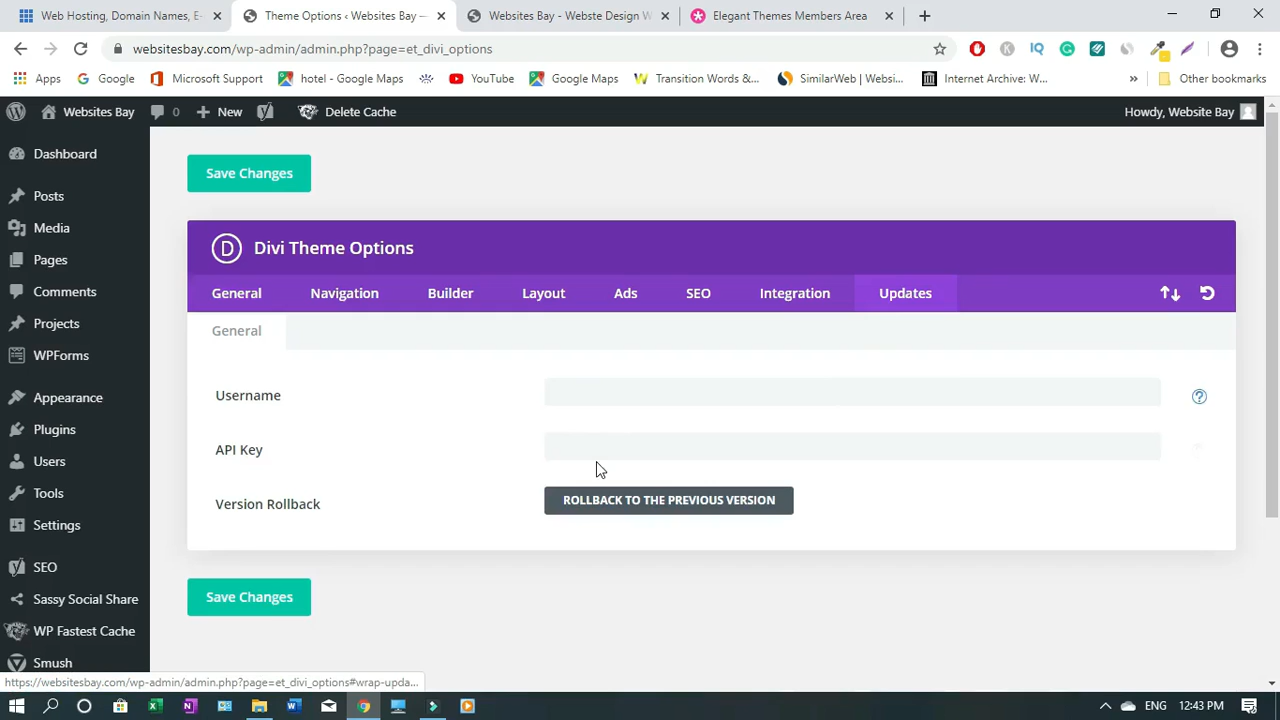 Web Hosting, Domain Names, E
Theme Options ‹ Websites Bay —
Websites Bay - Webste Design W
Elegant Themes Members Area
websitesbay.com/wp-admin/admin.php?page=et_divi_options
Apps
Google
Microsoft Support
hotel - Google Maps
YouTube
Google Maps
Transition Words &...
SimilarWeb | Websi...
Internet Archive: W...
Other bookmarks
Websites Bay
0
New
Delete Cache
Howdy, Website Bay
Dashboard
Posts
Media
Pages
Comments
Projects
WPForms
Appearance
Plugins
Users
Tools
Settings
SEO
Sassy Social Share
WP Fastest Cache
Smush
Save Changes
D
Divi Theme Options
General
Navigation
Builder
Layout
Ads
SEO
Integration
Updates
General
Username
?
API Key
Version Rollback
ROLLBACK TO THE PREVIOUS VERSION
Save Changes
https://websitesbay.com/wp-admin/admin.php?page=et_divi_options#wrap-upda...
ENG
12:43 PM